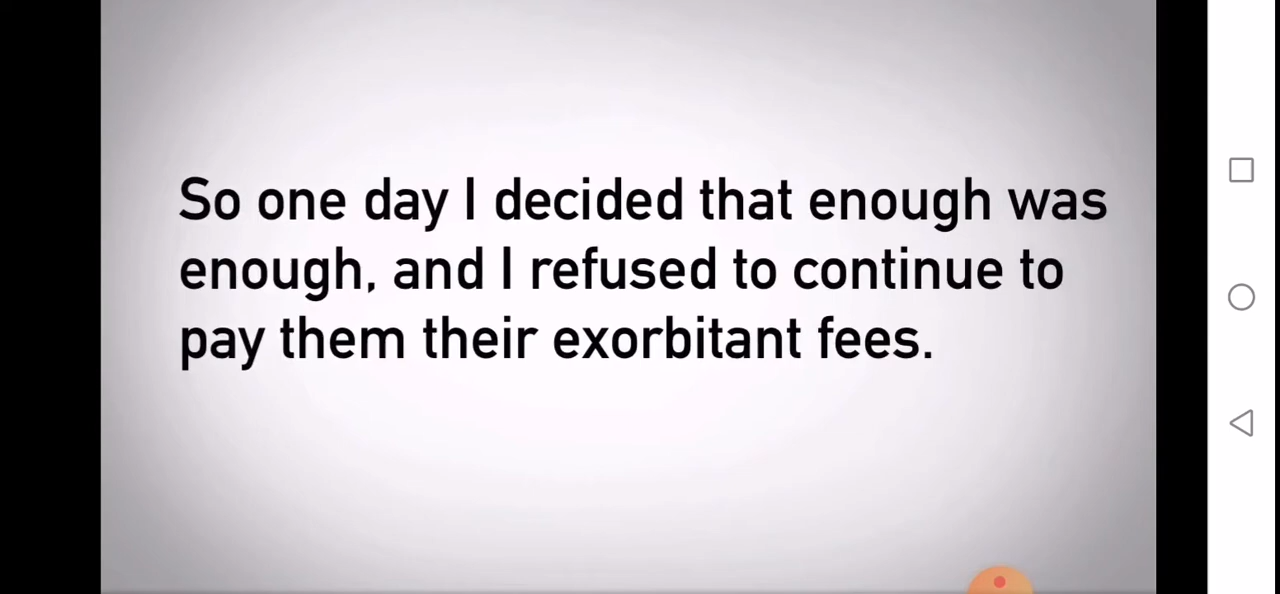 So one day I decided that enough was
enough, and I refused to continue to
pay them their exorbitant fees.